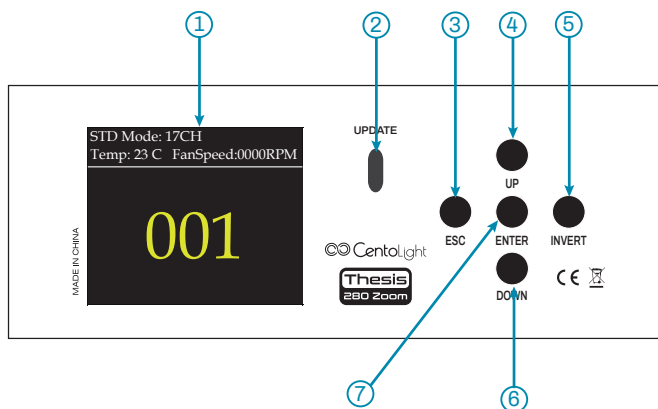 1 2 3 4 5
STD Mode: 17CH
Temp: 23 C FanSpeed:0000RPM
001
MADE IN CHINA
UPDATE
UP
ESC
ENTER
INVERT
DOWN
CentoLight
Thesis
280 Zoom
CE
7
6